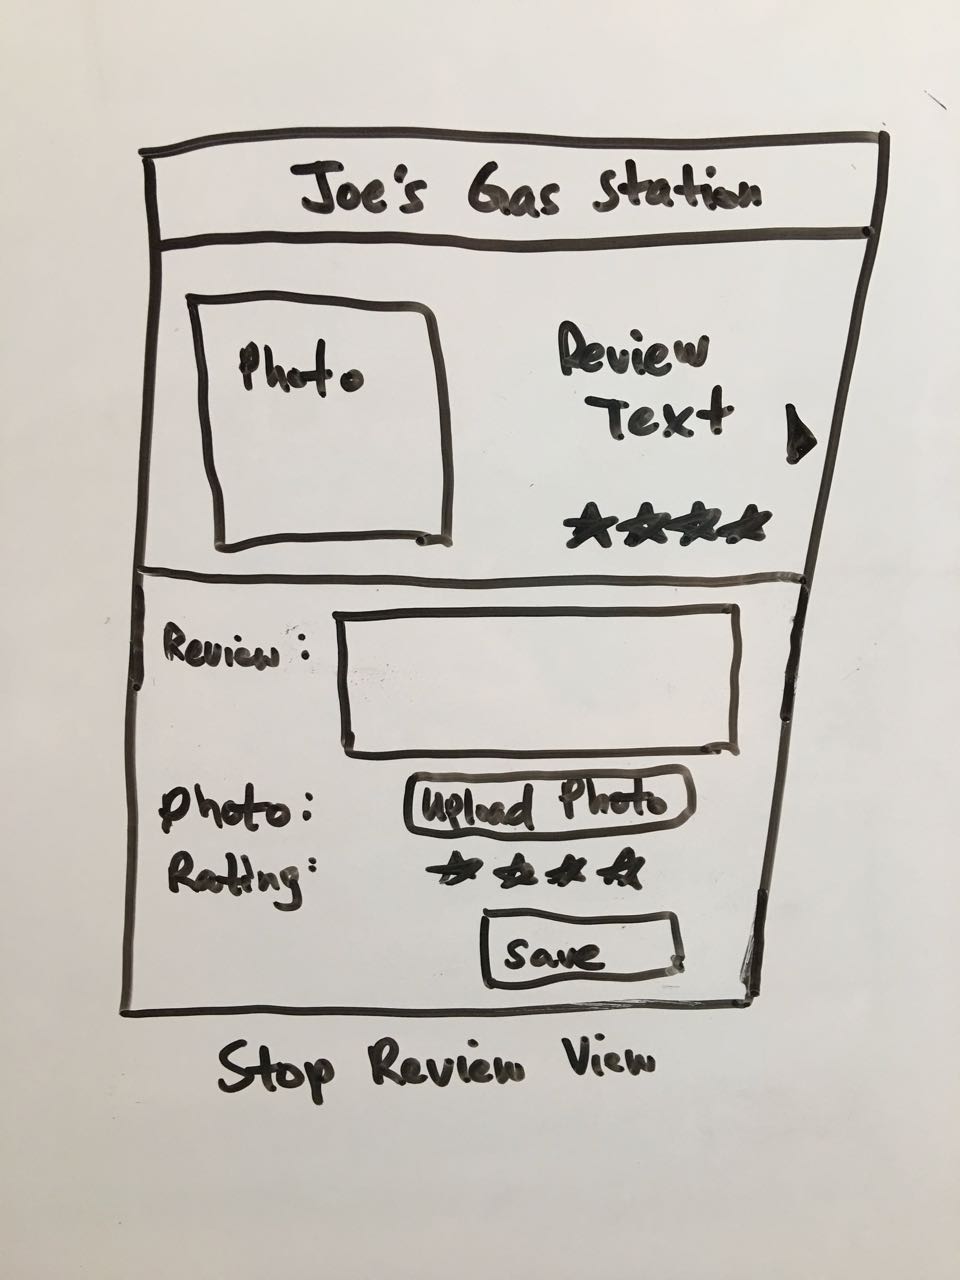 Joe's Gas Station
Photo
Review
Text
Review:
Photo:
Upload Photo
Rating:
Save
Stop Review View